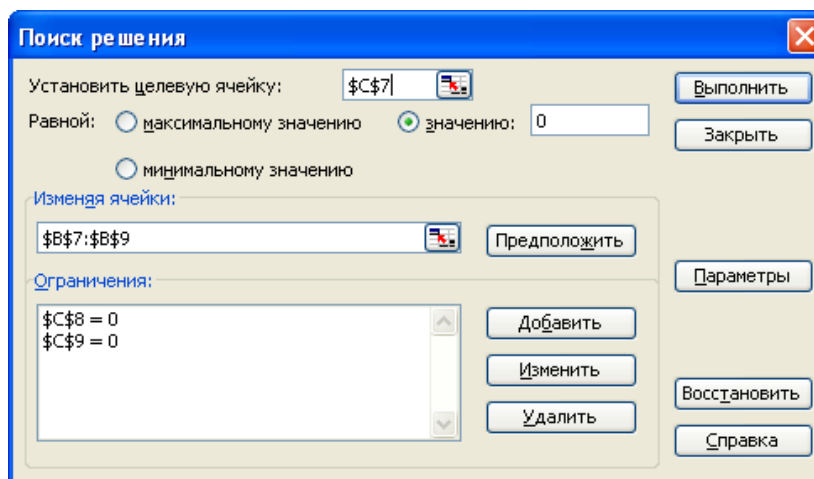 Поиск решения
Установить целевую ячейку: $C$7
Выполнить
Равной: максимальному значению значению: 0
Закрыть
минимальному значению
Изменяя ячейки:
$B$7:$B$9
Предположить
Ограничения:
Параметры
$C$8 = 0
$C$9 = 0
Добавить
Изменить
Удалить
Восстановить
Справка